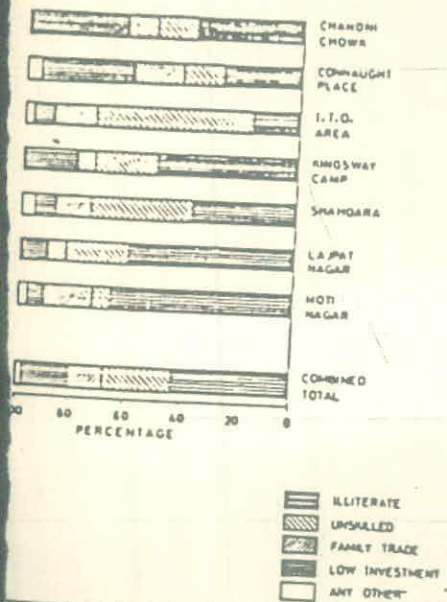 CHANDNI
CHOWK
CONNAUGHT
PLACE
I.T.O.
AREA
KINGSWAY
CAMP
SHAHDARA
LAJPAT
NAGAR
MOTI
NAGAR
COMBINED
TOTAL
80 60 40 20 0
PERCENTAGE
ILLITERATE
UNSKILLED
FAMILY TRADE
LOW INVESTMENT
ANY OTHER